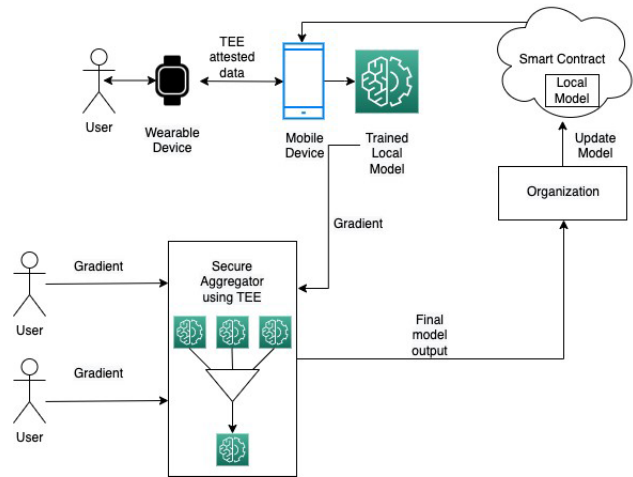 TEE
attested
data
Smart Contract
Local
Model
User
Wearable
Device
Mobile
Device
Trained
Local
Model
Update
Model
Organization
Gradient
Gradient
User
Secure
Aggregator
using TEE
Final
model
output
Gradient
User